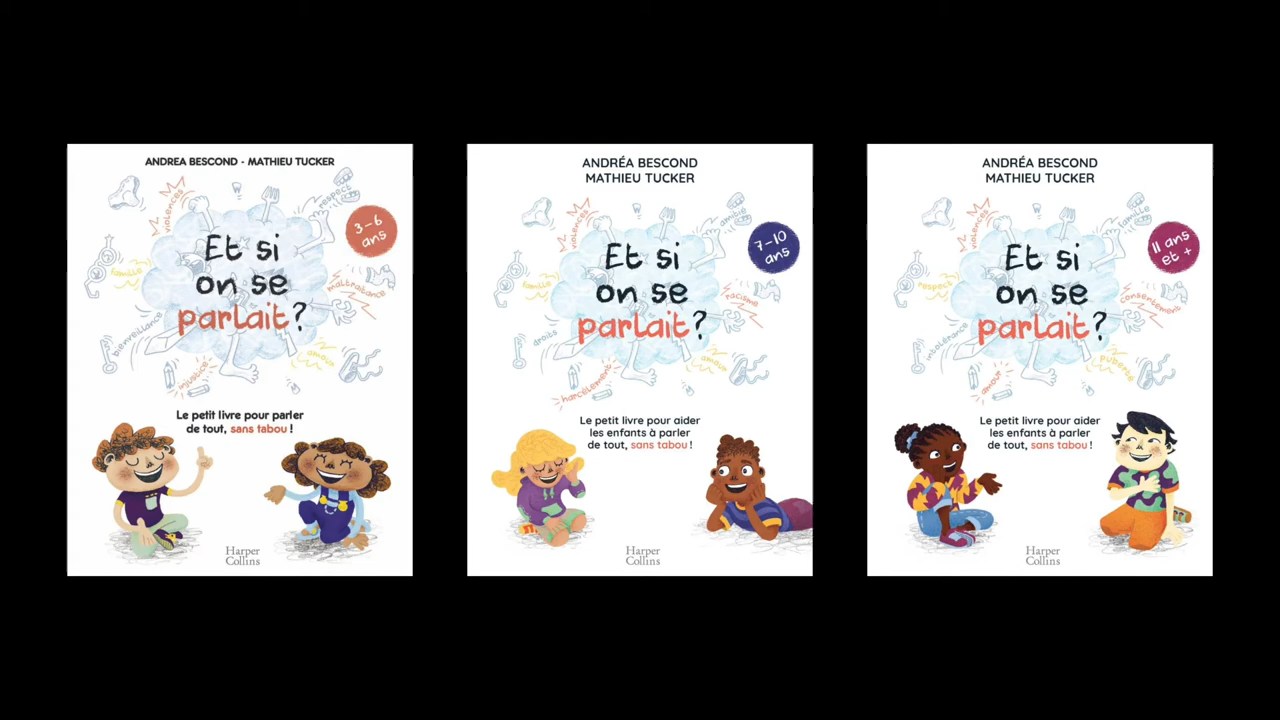 ANDREA BESCOND - MATHIEU TUCKER
violences
respect
3-6
ans
famille
Et si
on se
parlait?
maltraitance
bienveillance
injustice
amour
Le petit livre pour parler
de tout, sans tabou !
Harper
Collins
ANDRÉA BESCOND
MATHIEU TUCKER
violences
amitié
7-10
ans
famille
Et si
on se
parlait?
racisme
droits
harcèlement
amour
Le petit livre pour aider
les enfants à parler
de tout, sans tabou !
Harper
Collins
ANDRÉA BESCOND
MATHIEU TUCKER
violences
famille
11 ans
et +
respect
Et si
on se
parlait?
consentement
intolérance
amour
puberté
Le petit livre pour aider
les enfants à parler
de tout, sans tabou !
Harper
Collins